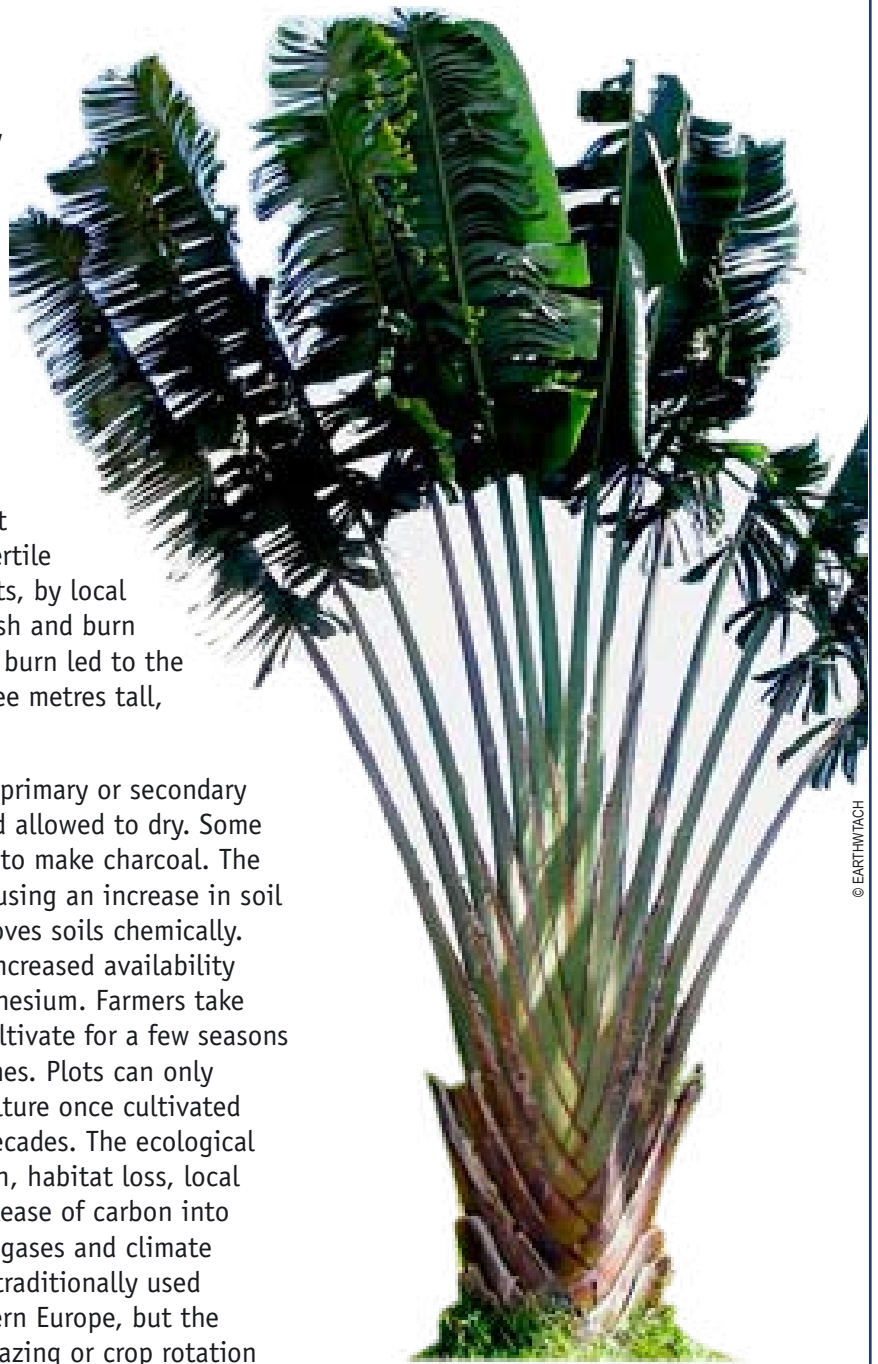 t
ertile
ts, by local
sh and burn
burn led to the
ee metres tall,
primary or secondary
d allowed to dry. Some
to make charcoal. The
using an increase in soil
oves soils chemically.
ncreased availability
nesium. Farmers take
ltivate for a few seasons
nes. Plots can only
lture once cultivated
ecades. The ecological
n, habitat loss, local
ease of carbon into
gases and climate
traditionally used
ern Europe, but the
azing or crop rotation
© EARTHWTACH